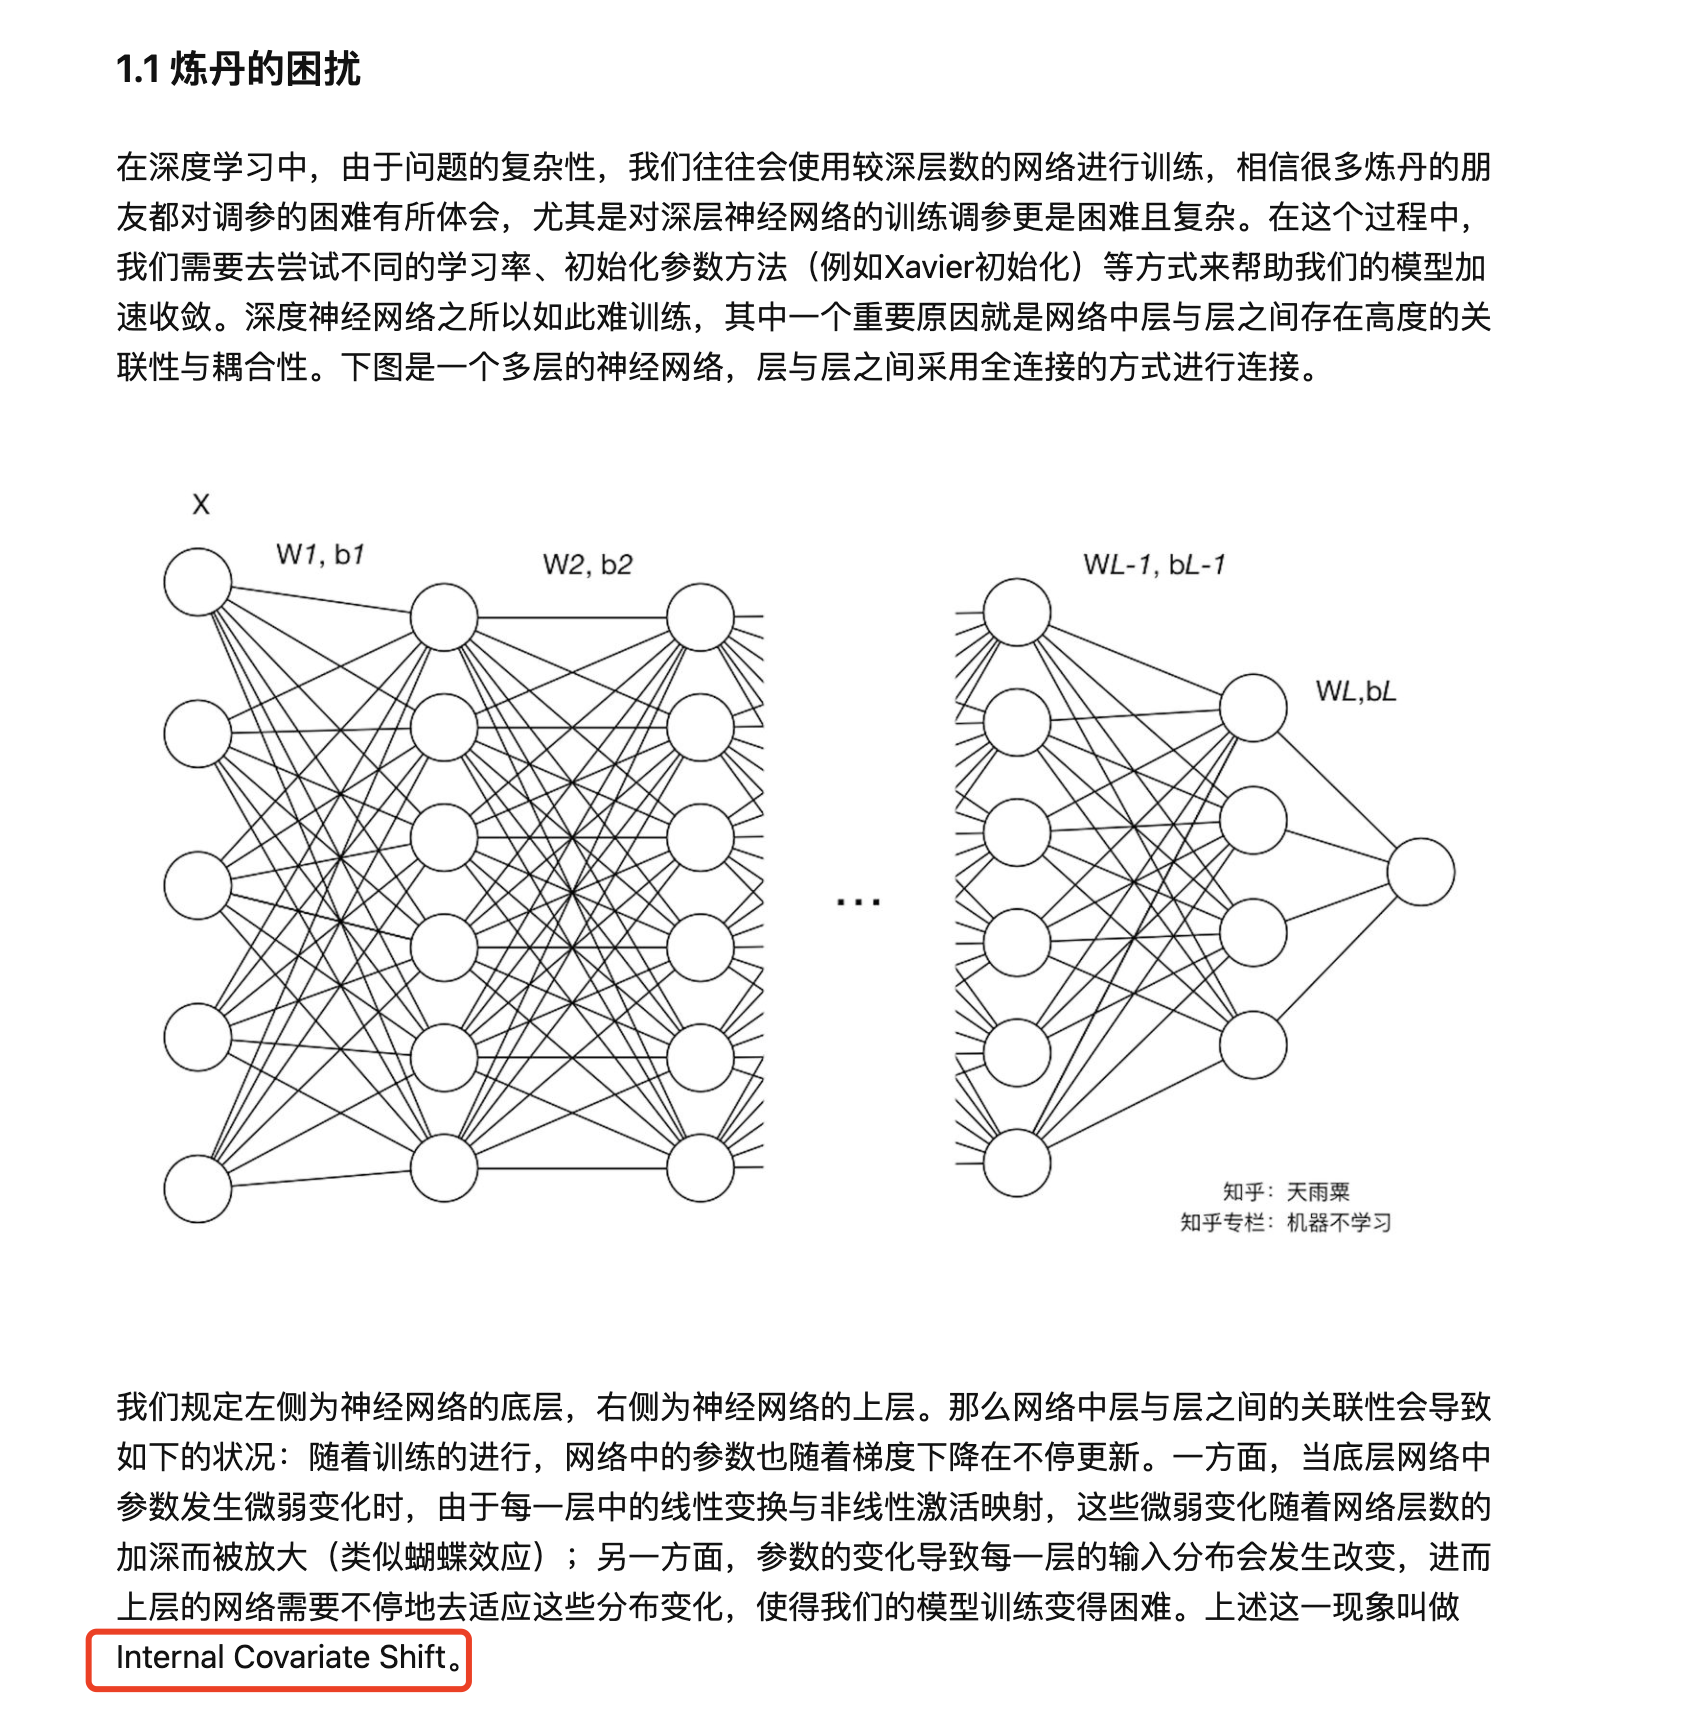 1.1 炼丹的困扰
在深度学习中，由于问题的复杂性，我们往往会使用较深层数的网络进行训练，相信很多炼丹的朋
友都对调参的困难有所体会，尤其是对深层神经网络的训练调参更是困难且复杂。在这个过程中，
我们需要去尝试不同的学习率、初始化参数方法（例如Xavier初始化）等方式来帮助我们的模型加
速收敛。深度神经网络之所以如此难训练，其中一个重要原因就是网络中层与层之间存在高度的关
联性与耦合性。下图是一个多层的神经网络，层与层之间采用全连接的方式进行连接。
X
W1, b1
W2, b2
WL-1, bL-1
WL,bL
...
知乎：天雨粟
知乎专栏：机器不学习
我们规定左侧为神经网络的底层，右侧为神经网络的上层。那么网络中层与层之间的关联性会导致
如下的状况：随着训练的进行，网络中的参数也随着梯度下降在不停更新。一方面，当底层网络中
参数发生微弱变化时，由于每一层中的线性变换与非线性激活映射，这些微弱变化随着网络层数的
加深而被放大（类似蝴蝶效应）；另一方面，参数的变化导致每一层的输入分布会发生改变，进而
上层的网络需要不停地去适应这些分布变化，使得我们的模型训练变得困难。上述这一现象叫做
Internal Covariate Shift。